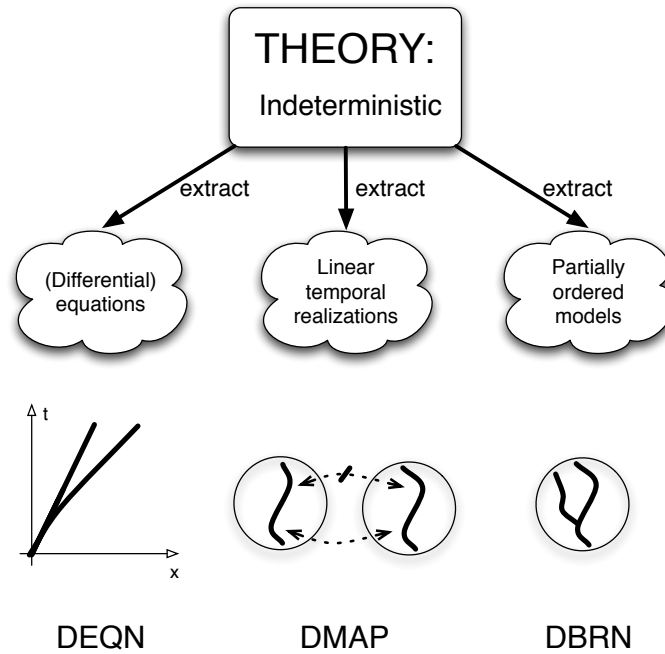 THEORY:
Indeterministic
extract
extract
extract
(Differential)
equations
Linear
temporal
realizations
Partially
ordered
models
t
x
DEQN
DMAP
DBRN